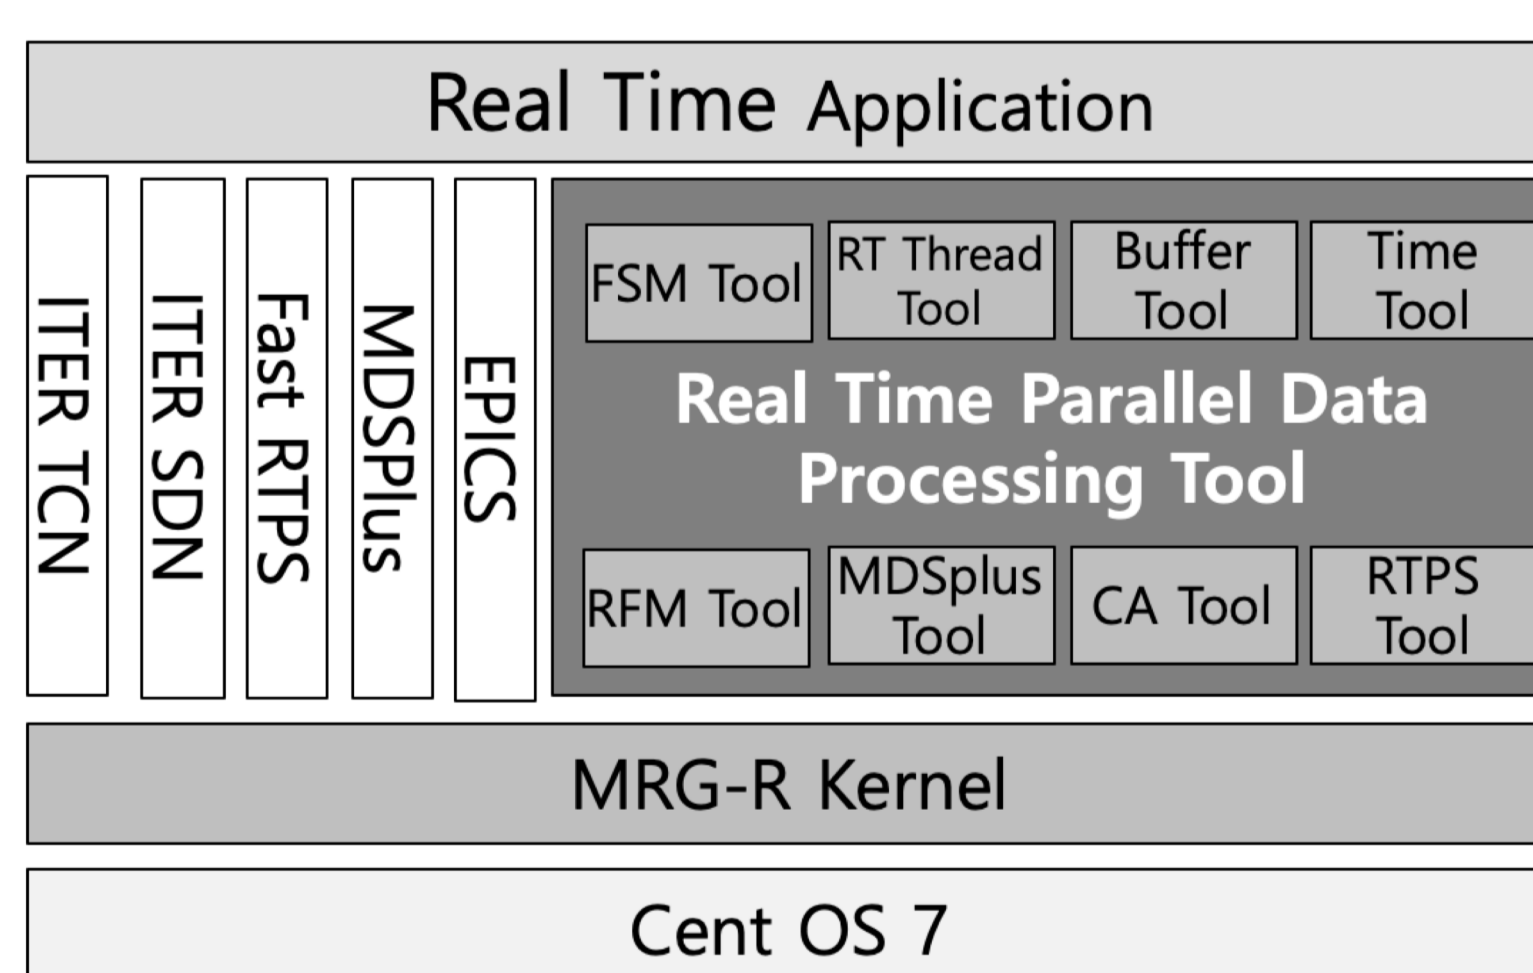 Real Time Application
ITER TCN
ITER SDN
Fast RTPS
MDSPlus
EPICS
FSM Tool
RT Thread
Tool
Buffer
Tool
Time
Tool
Real Time Parallel Data
Processing Tool
RFM Tool
MDSplus
Tool
CA Tool
RTPS
Tool
MRG-R Kernel
Cent OS 7